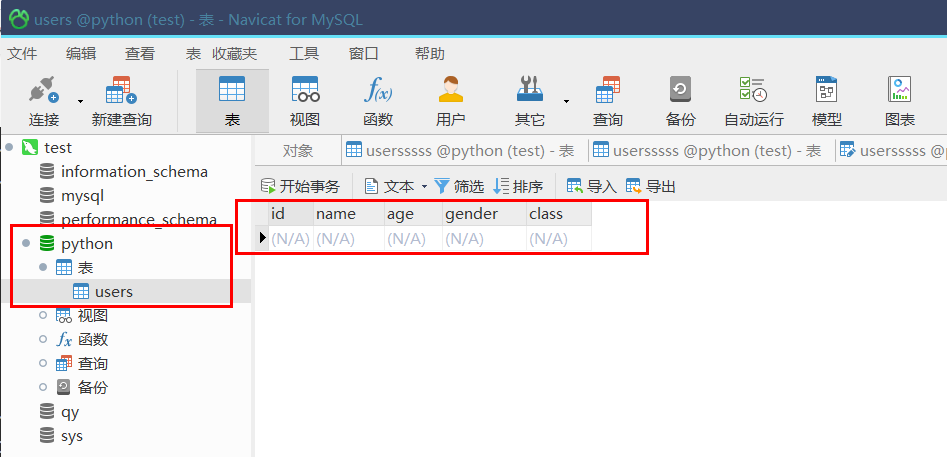 users @python (test) - 表 - Navicat for MySQL
文件 编辑 查看 表 收藏夹 工具 窗口 帮助
连接 新建查询 表 视图 函数 用户 其它 查询 备份 自动运行 模型 图表
test
information_schema
mysql
performance_schema
python
表
users
视图
函数
查询
备份
qy
sys
对象 usersssss @python (test) - 表 usersssss @python (test) - 表 usersssss @p
开始事务 文本 筛选 排序 导入 导出
id name age gender class
(N/A) (N/A) (N/A) (N/A) (N/A)